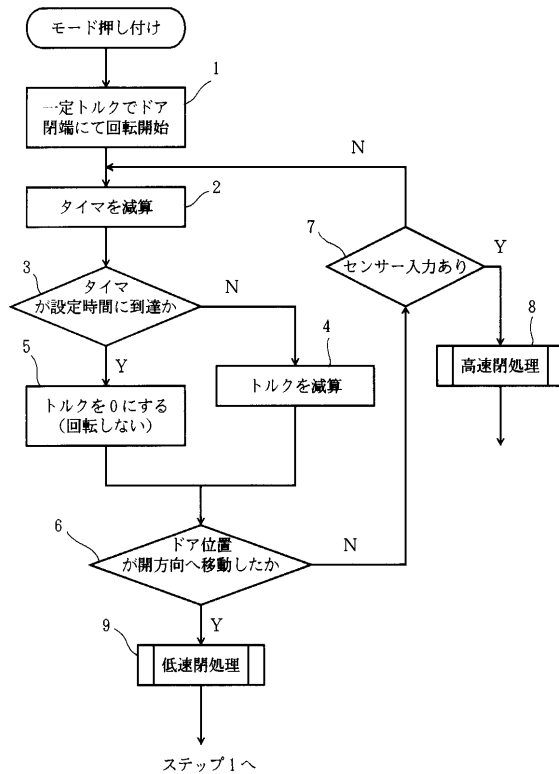 モード押し付け
1
一定トルクでドア
閉端にて回転開始
N
2
タイマを減算
7
センサー入力あり
Y
3
タイマ
が設定時間に到達か
N
8
高速閉処理
4
トルクを減算
Y
5
トルクを0にする
(回転しない)
6
ドア位置
が開方向へ移動したか
N
Y
9
低速閉処理
ステップ1へ